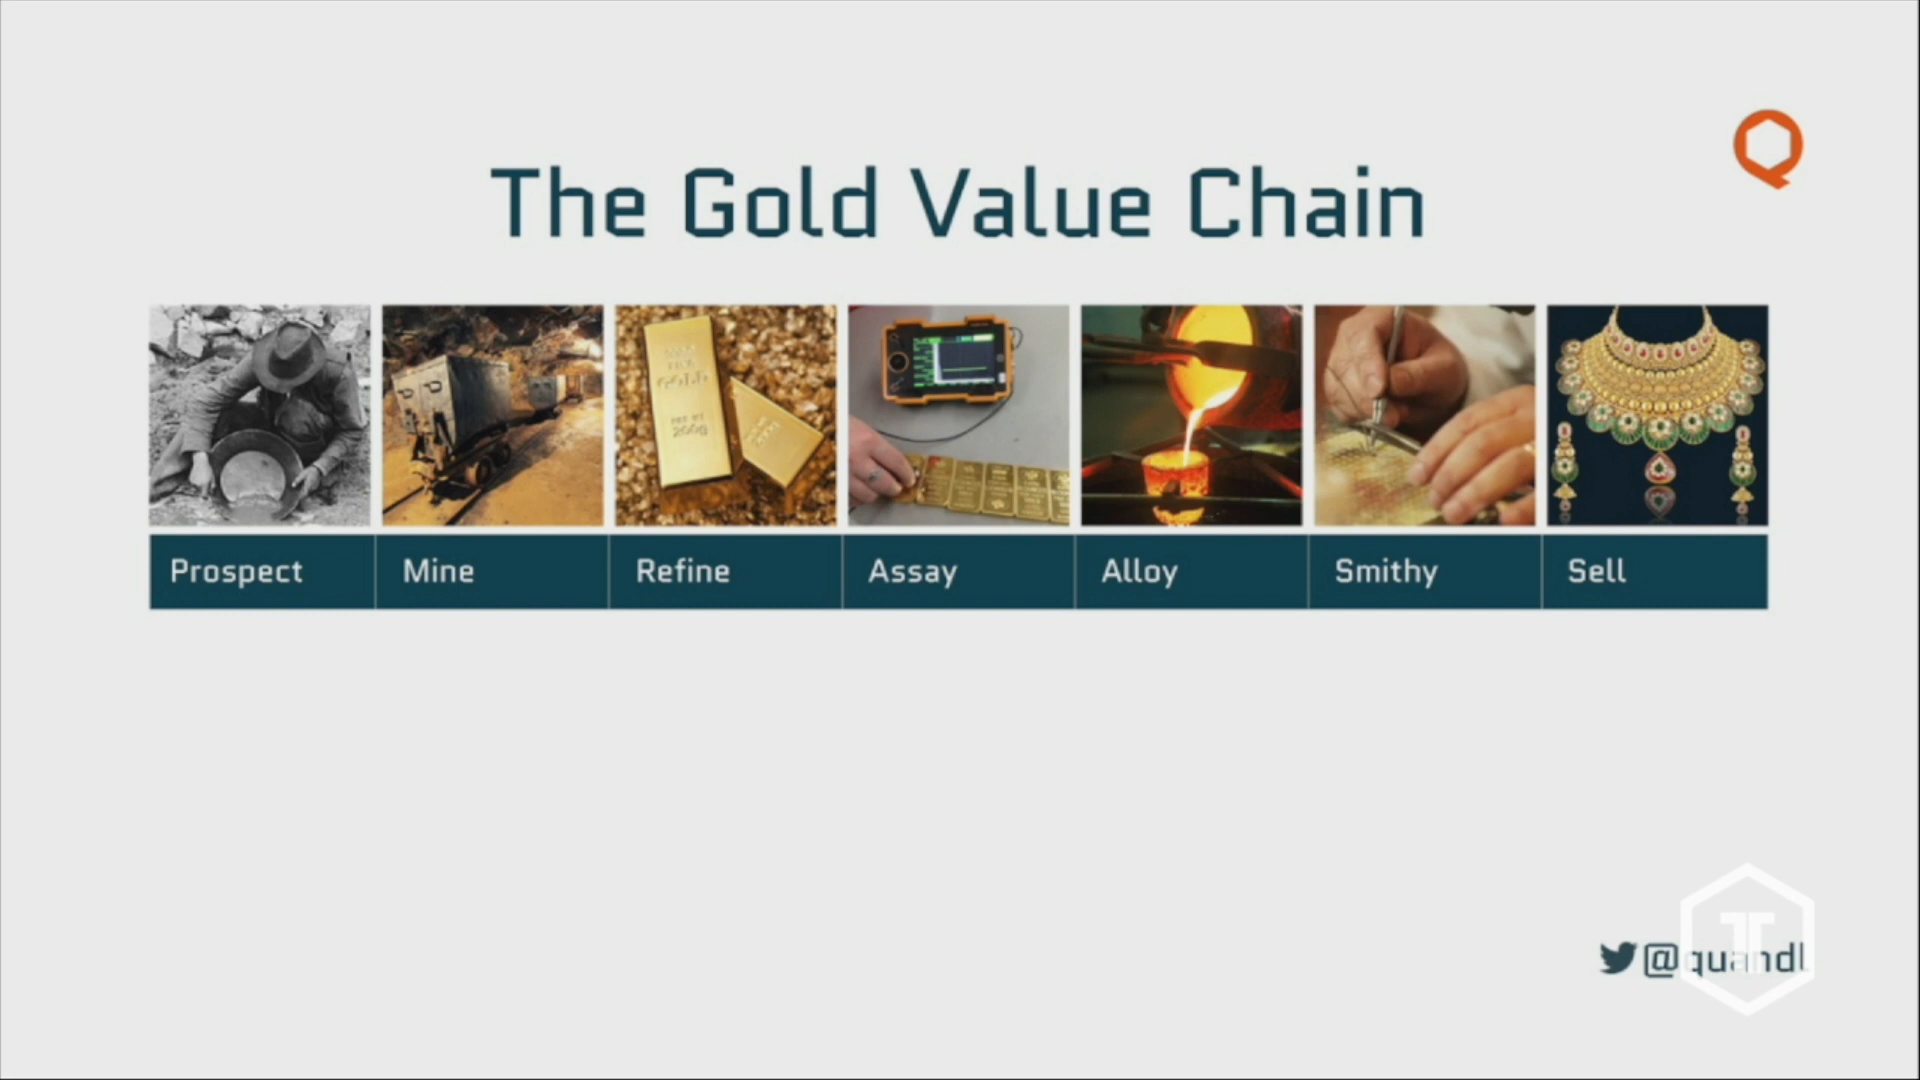 The Gold Value Chain
Prospect
Mine
Refine
Assay
Alloy
Smithy
Sell
@quandl